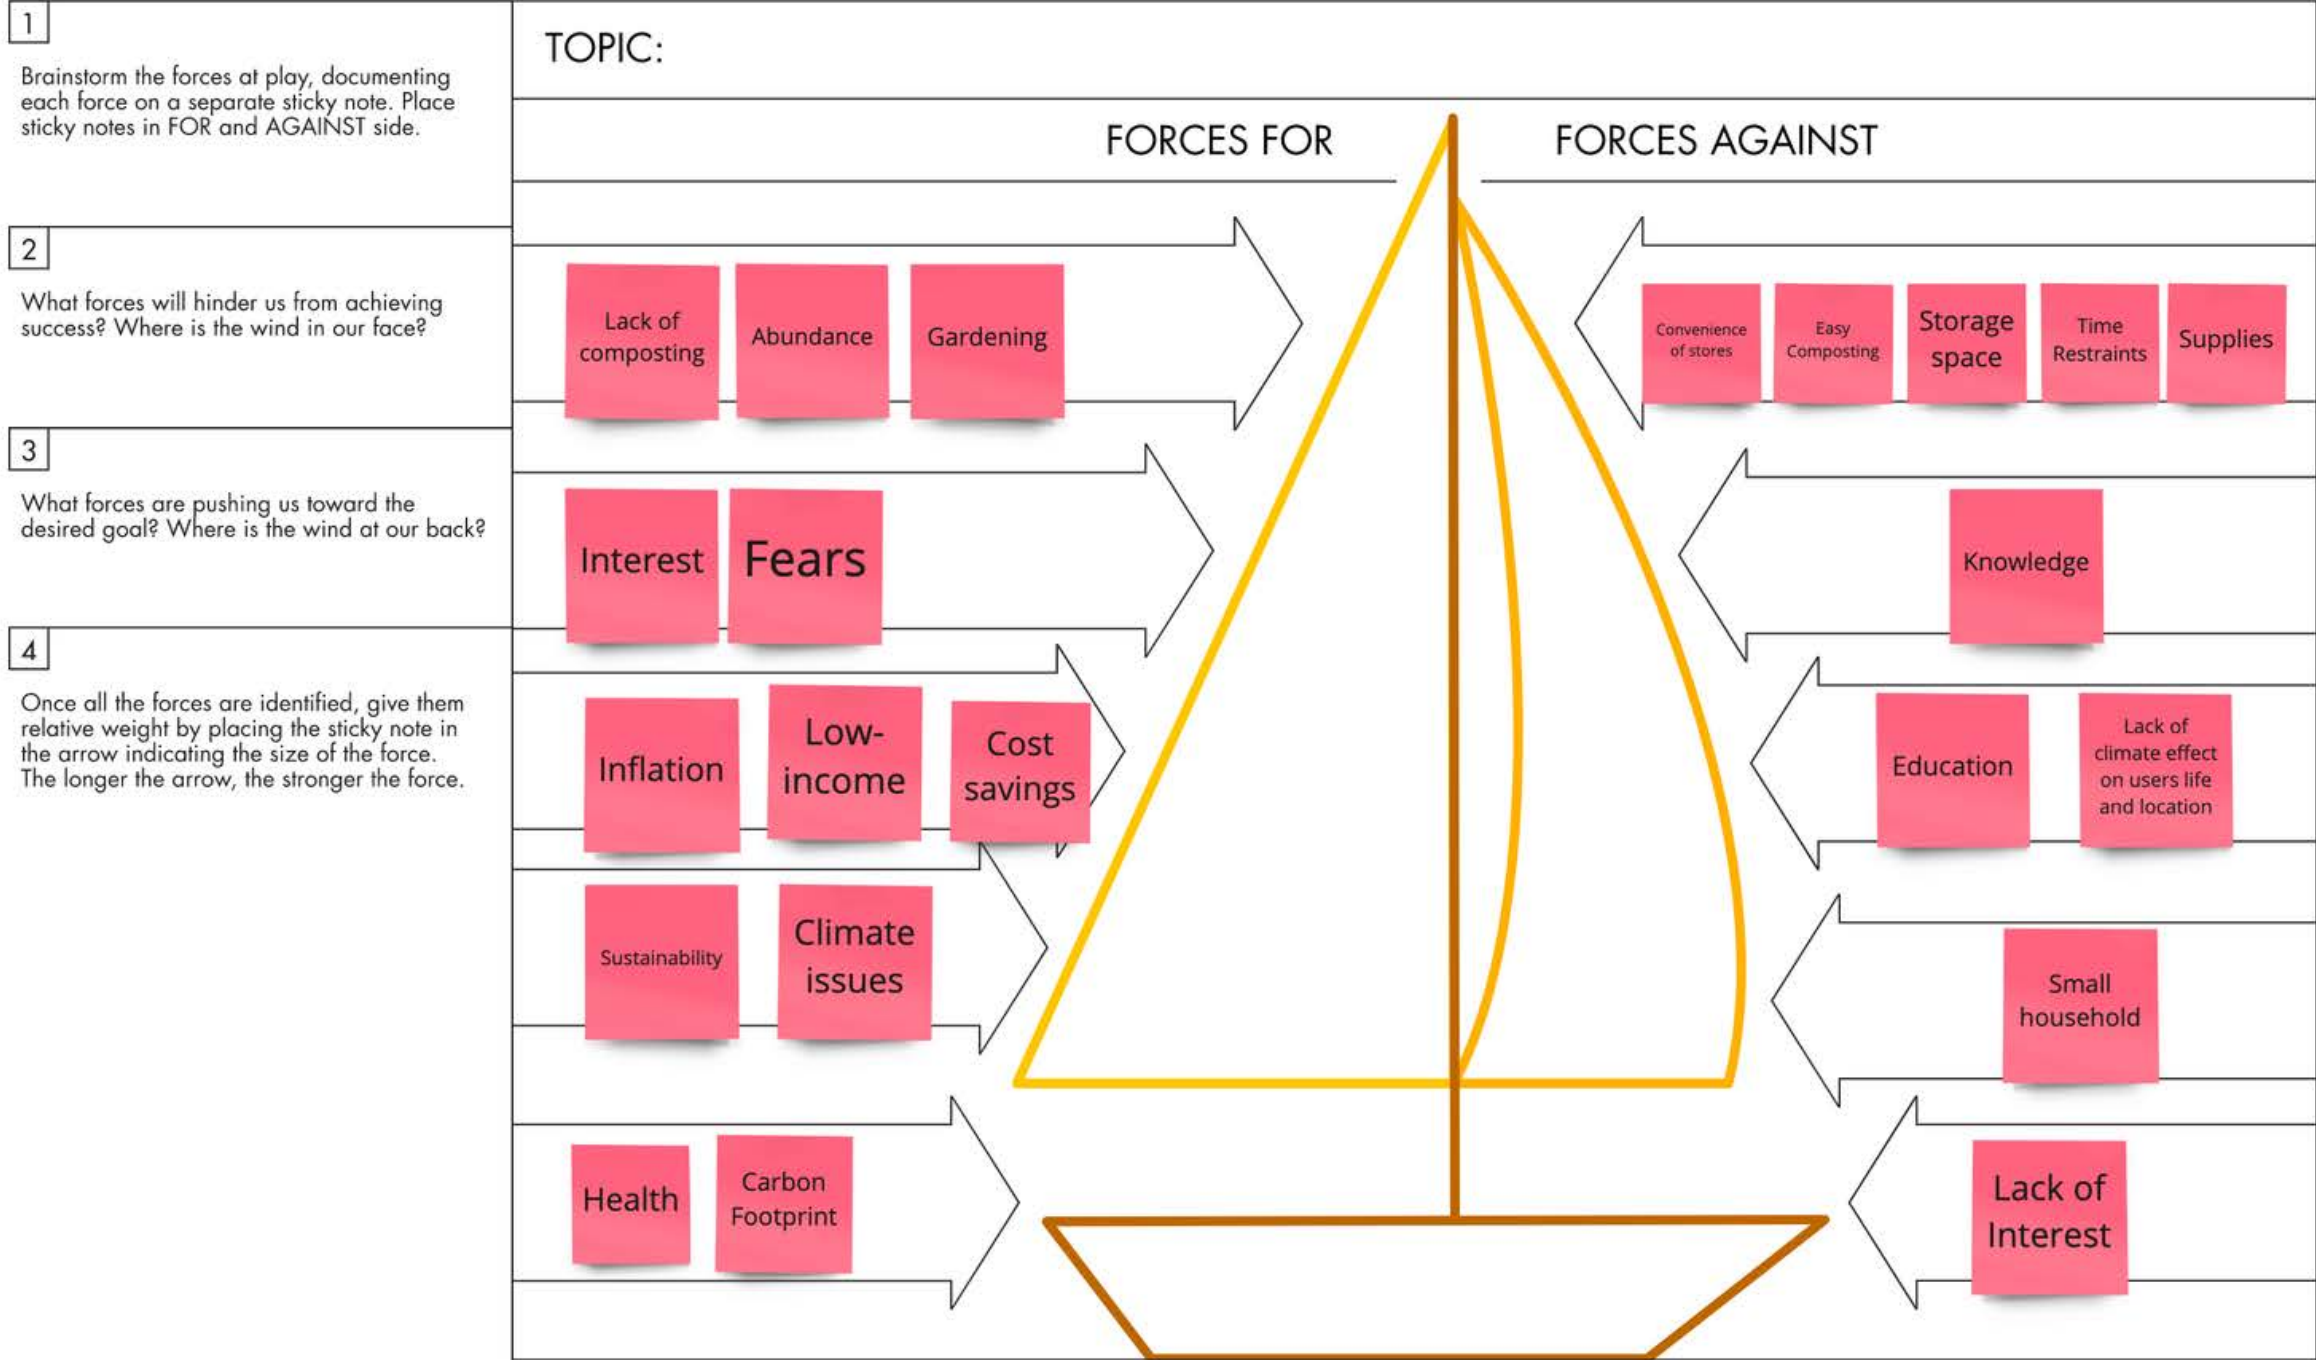 1
Brainstorm the forces at play, documenting
each force on a separate sticky note. Place
sticky notes in FOR and AGAINST side.
2
What forces will hinder us from achieving
success? Where is the wind in our face?
3
What forces are pushing us toward the
desired goal? Where is the wind at our back?
4
Once all the forces are identified, give them
relative weight by placing the sticky note in
the arrow indicating the size of the force.
The longer the arrow, the stronger the force.
TOPIC:
FORCES FOR
Lack of
composting
Abundance
Gardening
Interest
Fears
Inflation
Low-
income
Cost
savings
Sustainability
Climate
issues
Health
Carbon
Footprint
FORCES AGAINST
Convenience
of stores
Easy
Composting
Storage
space
Time
Restraints
Supplies
Knowledge
Education
Lack of
climate effect
on users life
and location
Small
household
Lack of
Interest